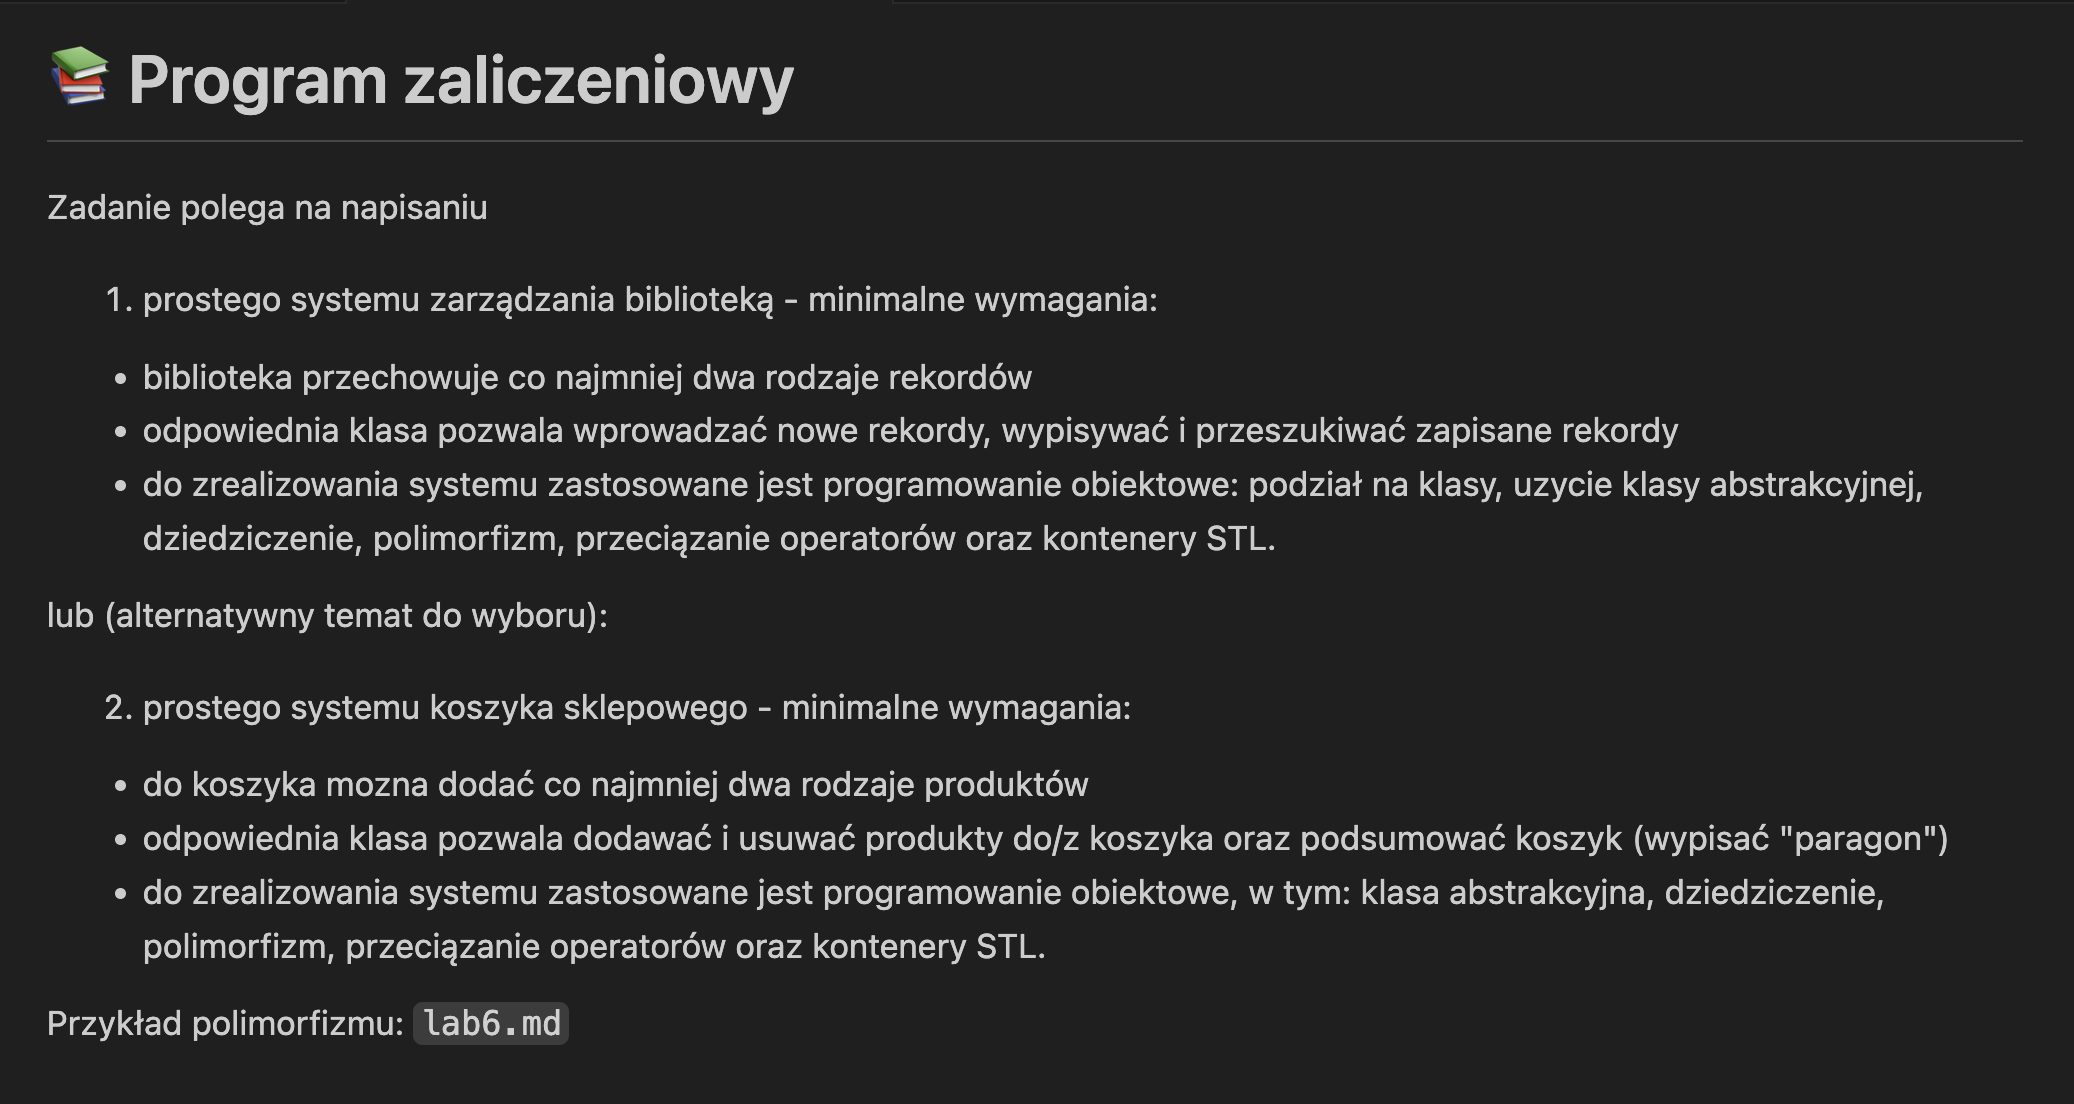 📚 Program zaliczeniowy
Zadanie polega na napisaniu
1. prostego systemu zarządzania biblioteką - minimalne wymagania:
• biblioteka przechowuje co najmniej dwa rodzaje rekordów
• odpowiednia klasa pozwala wprowadzać nowe rekordy, wypisywać i przeszukiwać zapisane rekordy
• do zrealizowania systemu zastosowane jest programowanie obiektowe: podział na klasy, uzycie klasy abstrakcyjnej,
dziedziczenie, polimorfizm, przeciązanie operatorów oraz kontenery STL.
lub (alternatywny temat do wyboru):
2. prostego systemu koszyka sklepowego - minimalne wymagania:
• do koszyka mozna dodać co najmniej dwa rodzaje produktów
• odpowiednia klasa pozwala dodawać i usuwać produkty do/z koszyka oraz podsumować koszyk (wypisać "paragon")
• do zrealizowania systemu zastosowane jest programowanie obiektowe, w tym: klasa abstrakcyjna, dziedziczenie,
polimorfizm, przeciązanie operatorów oraz kontenery STL.
Przykład polimorfizmu: lab6.md